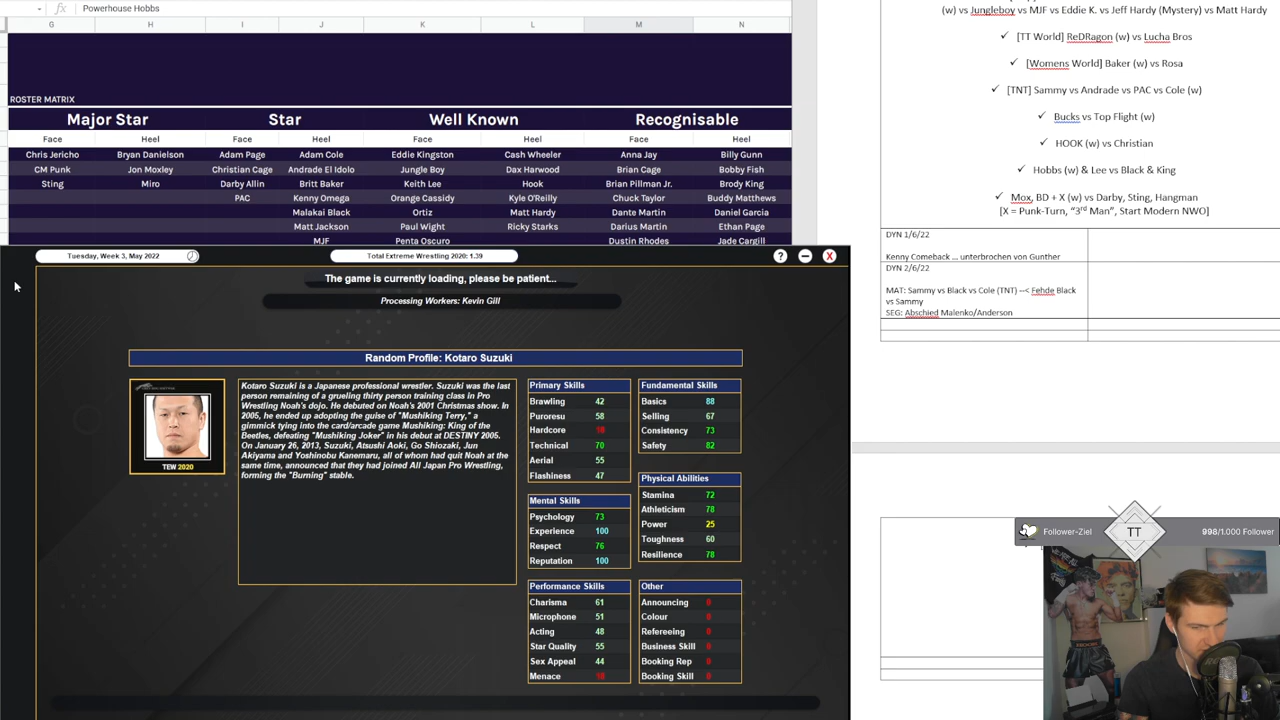 Powerhouse Hobbs
G H I J K L M N
ROSTER MATRIX
Major Star Star Well Known Recognisable
Face Heel Face Heel Face Heel Face Heel
Chris Jericho Bryan Danielson Adam Page Adam Cole Eddie Kingston Cash Wheeler Anna Jay Billy Gunn
CM Punk Jon Moxley Christian Cage Andrade El Idolo Jungle Boy Dax Harwood Brian Cage Bobby Fish
Sting Miro Darby Allin Britt Baker Keith Lee Hook Brian Pillman Jr. Brody King
PAC Kenny Omega Orange Cassidy Kyle O'Reilly Chuck Taylor Buddy Matthews
Malakai Black Ortiz Matt Hardy Dante Martin Daniel Garcia
Matt Jackson Paul Wight Ricky Starks Darius Martin Ethan Page
MJF Penta Oscuro Dustin Rhodes Jade Cargill
(w) vs Jungleboy vs MJF vs Eddie K. vs Jeff Hardy (Mystery) vs Matt Hardy
✓ [TT World] ReDRagon (w) vs Lucha Bros
✓ [Womens World] Baker (w) vs Rosa
✓ [TNT] Sammy vs Andrade vs PAC vs Cole (w)
✓ Bucks vs Top Flight (w)
✓ HOOK (w) vs Christian
✓ Hobbs (w) & Lee vs Black & King
✓ Mox, BD + X (w) vs Darby, Sting, Hangman
[X = Punk-Turn, “3rd Man”, Start Modern NWO]
DYN 1/6/22
Kenny Comeback ... unterbrochen von Gunther
DYN 2/6/22
MAT: Sammy vs Black vs Cole (TNT) --< Fehde Black
vs Sammy
SEG: Abschied Malenko/Anderson
Tuesday, Week 3, May 2022
Total Extreme Wrestling 2020: 1.39
? X
The game is currently loading, please be patient...
Processing Workers: Kevin Gill
Random Profile: Kotaro Suzuki
TEW 2020
Kotaro Suzuki is a Japanese professional wrestler. Suzuki was the last
person remaining of a grueling thirty person training class in Pro
Wrestling Noah's dojo. He debuted on Noah's 2001 Christmas show. In
2005, he ended up adopting the guise of "Mushiking Terry," a
gimmick tying into the card/arcade game Mushiking: King of the
Beetles, defeating "Mushiking Joker" in his debut at DESTINY 2005.
On January 26, 2013, Suzuki, Atsushi Aoki, Go Shiozaki, Jun
Akiyama and Yoshinobu Kanemaru, all of whom had quit Noah at the
same time, announced that they had joined All Japan Pro Wrestling,
forming the "Burning" stable.
Primary Skills
Brawling 42
Puroresu 58
Hardcore
Technical 70
Aerial 55
Flashiness 47
Mental Skills
Psychology 73
Experience 100
Respect 76
Reputation 100
Performance Skills
Charisma 61
Microphone 51
Acting 48
Star Quality 55
Sex Appeal 44
Menace
Fundamental Skills
Basics 88
Selling 67
Consistency 73
Safety 82
Physical Abilities
Stamina 72
Athleticism 78
Power 25
Toughness 60
Resilience 78
Other
Announcing 0
Colour 0
Refereeing 0
Business Skill 0
Booking Rep 0
Booking Skill 0
Follower-Ziel TT 998/1.000 Follower